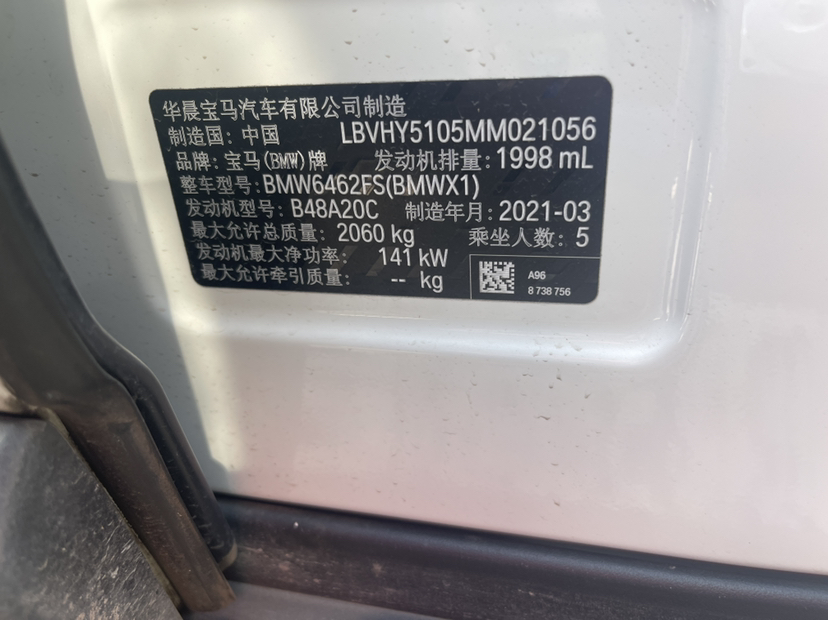 华晨宝马汽车有限公司制造
制造国: 中国 LBVHY5105MM021056
品牌: 宝马(BMW)牌 发动机排量: 1998 mL
整车型号: BMW6462FS(BMWX1)
发动机型号: B48A20C 制造年月: 2021-03
最大允许总质量: 2060 kg 乘坐人数: 5
发动机最大净功率: 141 kW
最大允许牵引质量: -- kg
A96
8 738 756